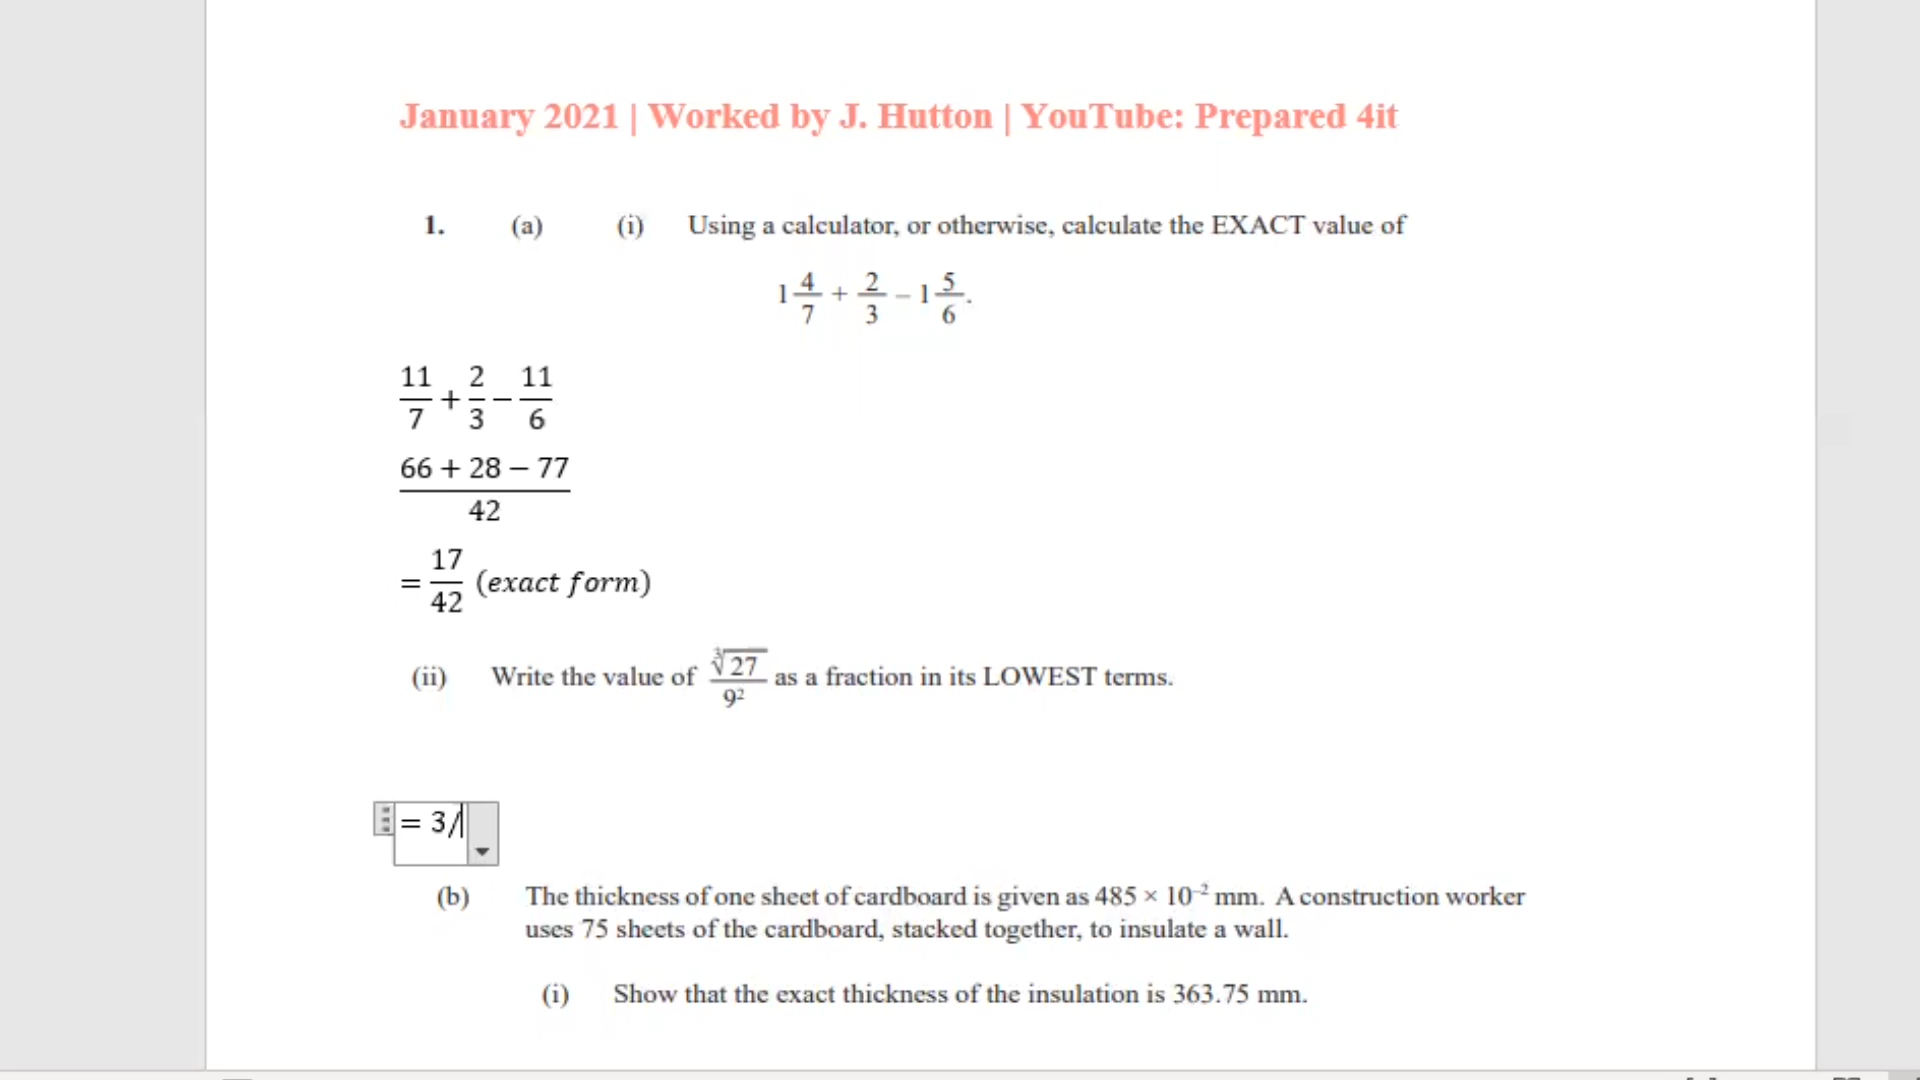 January 2021 | Worked by J. Hutton | YouTube: Prepared 4it
1. (a) (i) Using a calculator, or otherwise, calculate the EXACT value of
1 4/7 + 2/3 – 1 5/6.
11/7 + 2/3 − 11/6
(66 + 28 − 77)/42
= 17/42 (exact form)
(ii) Write the value of ∛27/9² as a fraction in its LOWEST terms.
= 3/
(b) The thickness of one sheet of cardboard is given as 485 × 10⁻² mm. A construction worker
uses 75 sheets of the cardboard, stacked together, to insulate a wall.
(i) Show that the exact thickness of the insulation is 363.75 mm.